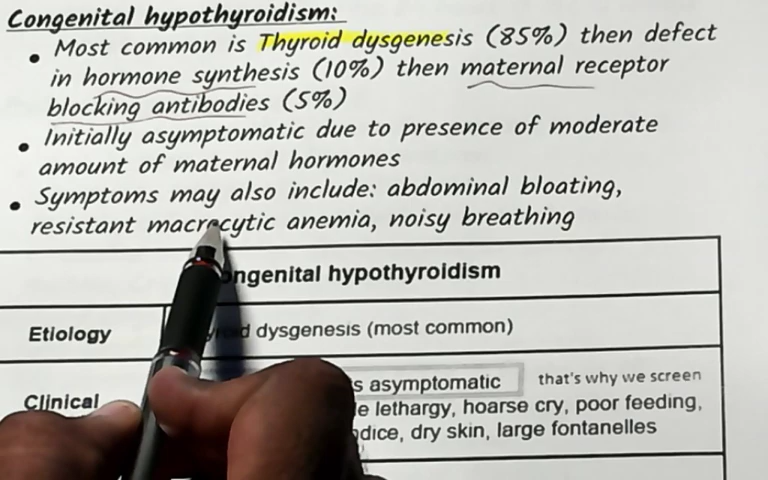 Congenital hypothyroidism:
• Most common is Thyroid dysgenesis (85%) then defect
in hormone synthesis (10%) then maternal receptor
blocking antibodies (5%)
• Initially asymptomatic due to presence of moderate
amount of maternal hormones
• Symptoms may also include: abdominal bloating,
resistant macrocytic anemia, noisy breathing
ongenital hypothyroidism
Etiology
dysgenesis (most common)
Clinical
s asymptomatic that's why we screen
e lethargy, hoarse cry, poor feeding,
dice, dry skin, large fontanelles